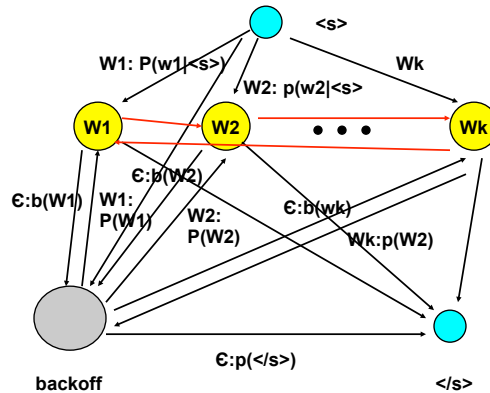 <s>
W1: P(w1|<s>)
Wk
W2: p(w2|<s>
W1
W2
• • •
Wk
Є:b(W1)
W1:
P(W1)
Є:b(W2)
W2:
P(W2)
Є:b(wk)
Wk:p(W2)
Є:p(</s>)
backoff
</s>